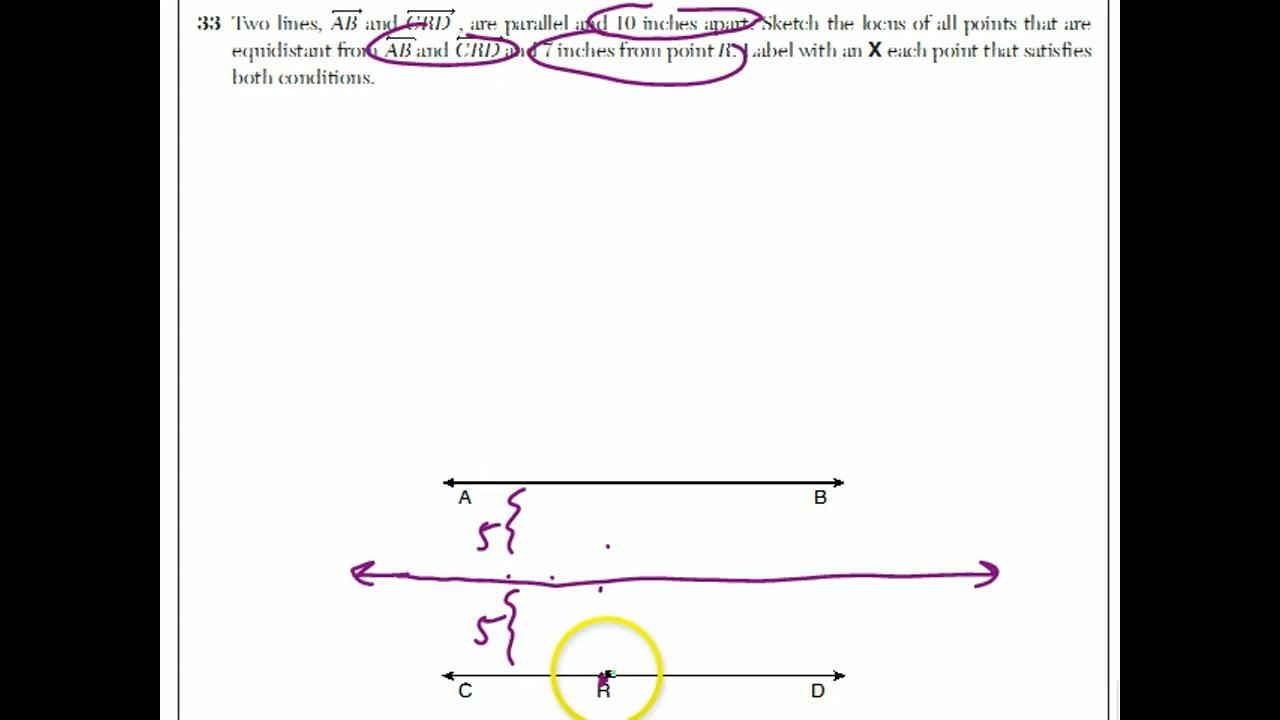 33 Two lines, AB and CRD , are parallel and 10 inches apart. Sketch the locus of all points that are
equidistant from AB and CRD and 7 inches from point R. Label with an X each point that satisfies
both conditions.
A B
5
5
C R D